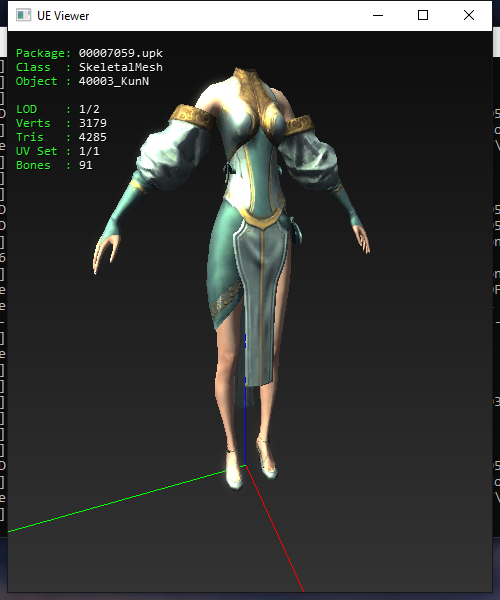 UE Viewer
Package: 00007059.upk
Class  : SkeletalMesh
Object : 40003_KunN
LOD    : 1/2
Verts  : 3179
Tris   : 4285
UV Set : 1/1
Bones  : 91